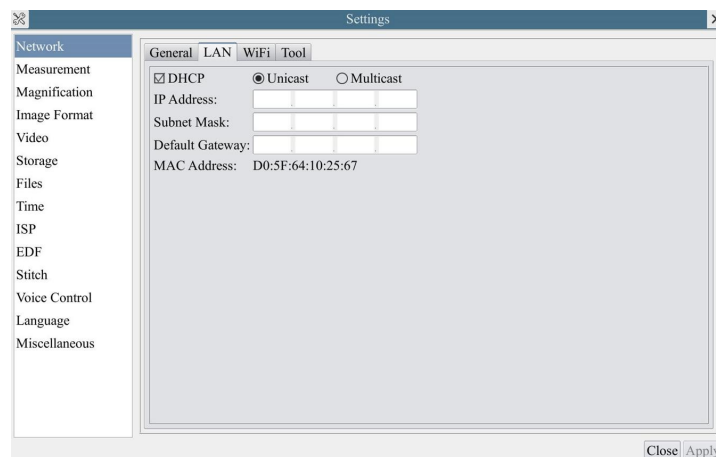 Settings
Network
Measurement
Magnification
Image Format
Video
Storage
Files
Time
ISP
EDF
Stitch
Voice Control
Language
Miscellaneous
General LAN WiFi Tool
DHCP Unicast Multicast
IP Address:
Subnet Mask:
Default Gateway:
MAC Address: D0:5F:64:10:25:67
Close Apply